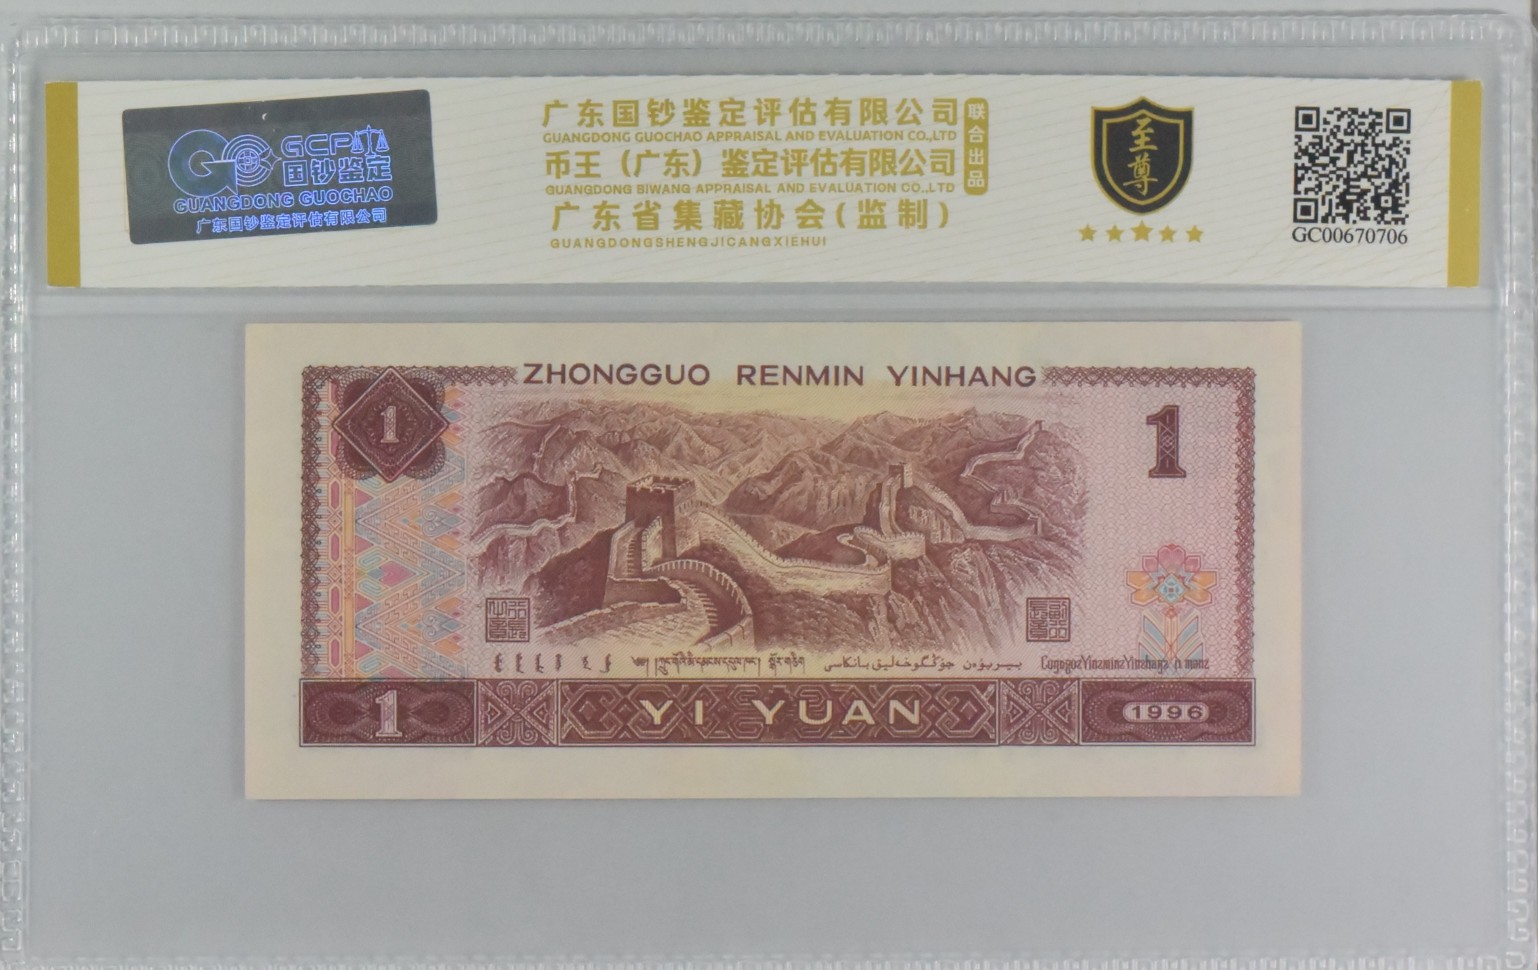 GCP
国钞鉴定
GUANGDONG GUOCHAO
广东国钞鉴定评估有限公司
广东国钞鉴定评估有限公司
GUANGDONG GUOCHAO APPRAISAL AND EVALUATION CO.,LTD
币王（广东）鉴定评估有限公司
GUANGDONG BIWANG APPRAISAL AND EVALUATION CO.,LTD
广东省集藏协会(监制)
GUANGDONGSHENGJICANGXIEHUI
联合出品
至尊
GC00670706
ZHONGGUO RENMIN YINHANG
1
1
1
YI YUAN
1996